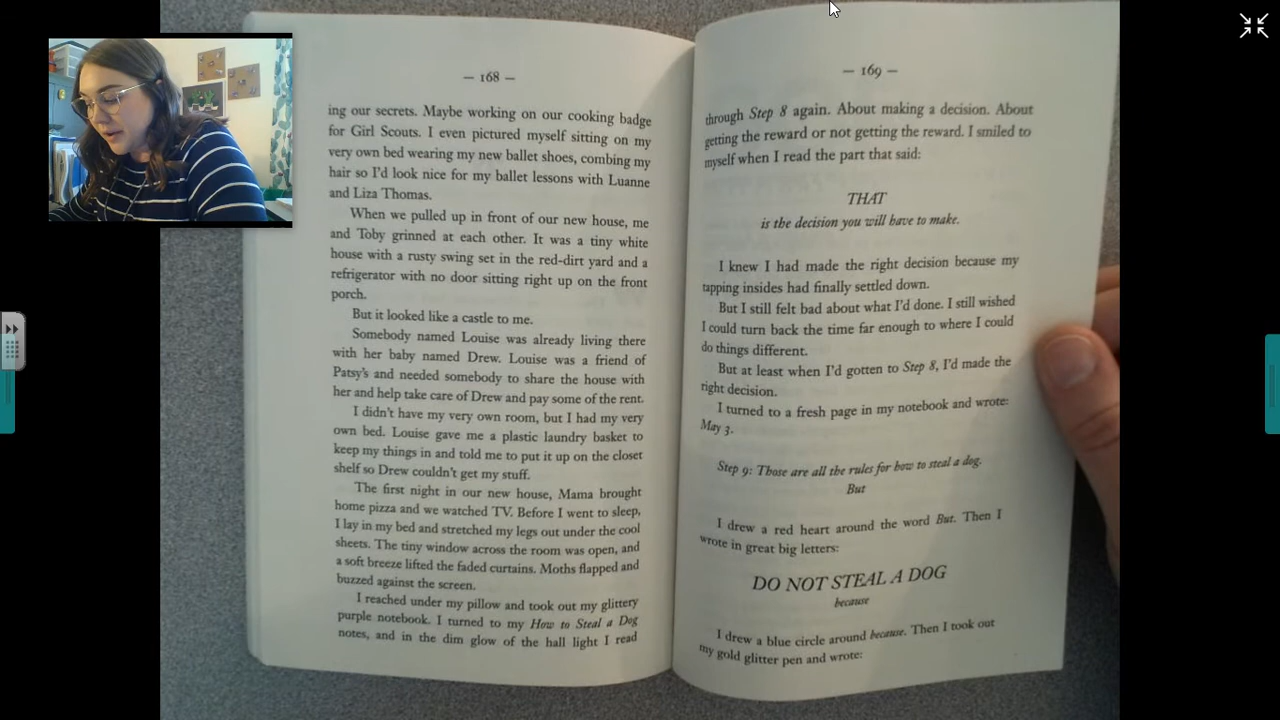 — 168 —
ing our secrets. Maybe working on our cooking badge
for Girl Scouts. I even pictured myself sitting on my
very own bed wearing my new ballet shoes, combing my
hair so I'd look nice for my ballet lessons with Luanne
and Liza Thomas.
When we pulled up in front of our new house, me
and Toby grinned at each other. It was a tiny white
house with a rusty swing set in the red-dirt yard and a
refrigerator with no door sitting right up on the front
porch.
But it looked like a castle to me.
Somebody named Louise was already living there
with her baby named Drew. Louise was a friend of
Patsy's and needed somebody to share the house with
her and help take care of Drew and pay some of the rent.
I didn't have my very own room, but I had my very
own bed. Louise gave me a plastic laundry basket to
keep my things in and told me to put it up on the closet
shelf so Drew couldn't get my stuff.
The first night in our new house, Mama brought
home pizza and we watched TV. Before I went to sleep,
I lay in my bed and stretched my legs out under the cool
sheets. The tiny window across the room was open, and
a soft breeze lifted the faded curtains. Moths flapped and
buzzed against the screen.
I reached under my pillow and took out my glittery
purple notebook. I turned to my How to Steal a Dog
notes, and in the dim glow of the hall light I read
— 169 —
through Step 8 again. About making a decision. About
getting the reward or not getting the reward. I smiled to
myself when I read the part that said:
THAT
is the decision you will have to make.
I knew I had made the right decision because my
tapping insides had finally settled down.
But I still felt bad about what I'd done. I still wished
I could turn back the time far enough to where I could
do things different.
But at least when I'd gotten to Step 8, I'd made the
right decision.
I turned to a fresh page in my notebook and wrote:
May 3.
Step 9: Those are all the rules for how to steal a dog.
But
I drew a red heart around the word But. Then I
wrote in great big letters:
DO NOT STEAL A DOG
because
I drew a blue circle around because. Then I took out
my gold glitter pen and wrote: